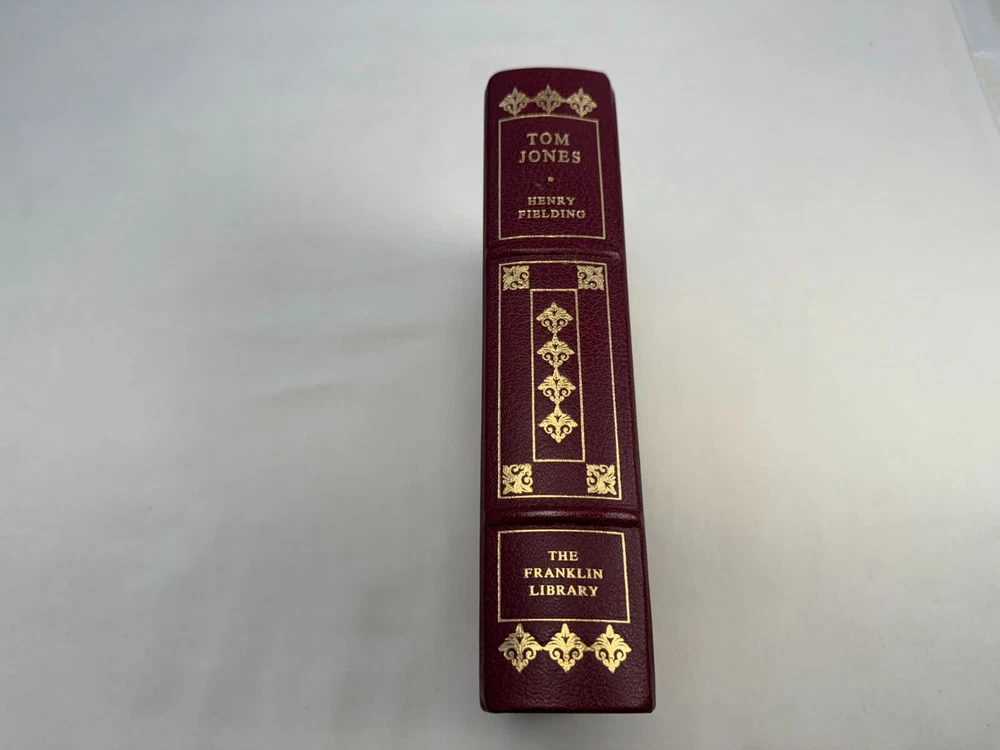 TOM
JONES
HENRY
FIELDING
THE
FRANKLIN
LIBRARY